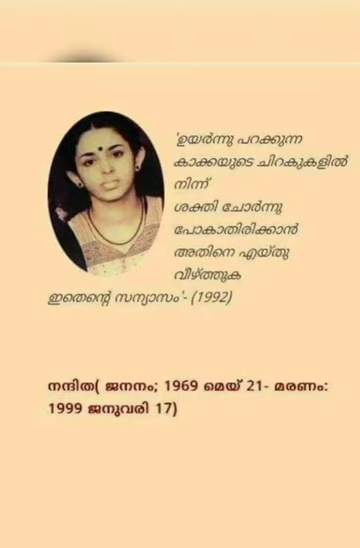 'ഉയർന്നു പറക്കുന്ന
കാക്കയുടെ ചിറകുകളിൽ
നിന്ന്
ശക്തി ചോർന്നു
പോകാതിരിക്കാൻ
അതിനെ എയ്തു
വീഴ്ത്തുക
ഇതെന്റെ സന്യാസം'- (1992)
നന്ദിത( ജനനം; 1969 മെയ് 21- മരണം:
1999 ജനുവരി 17)